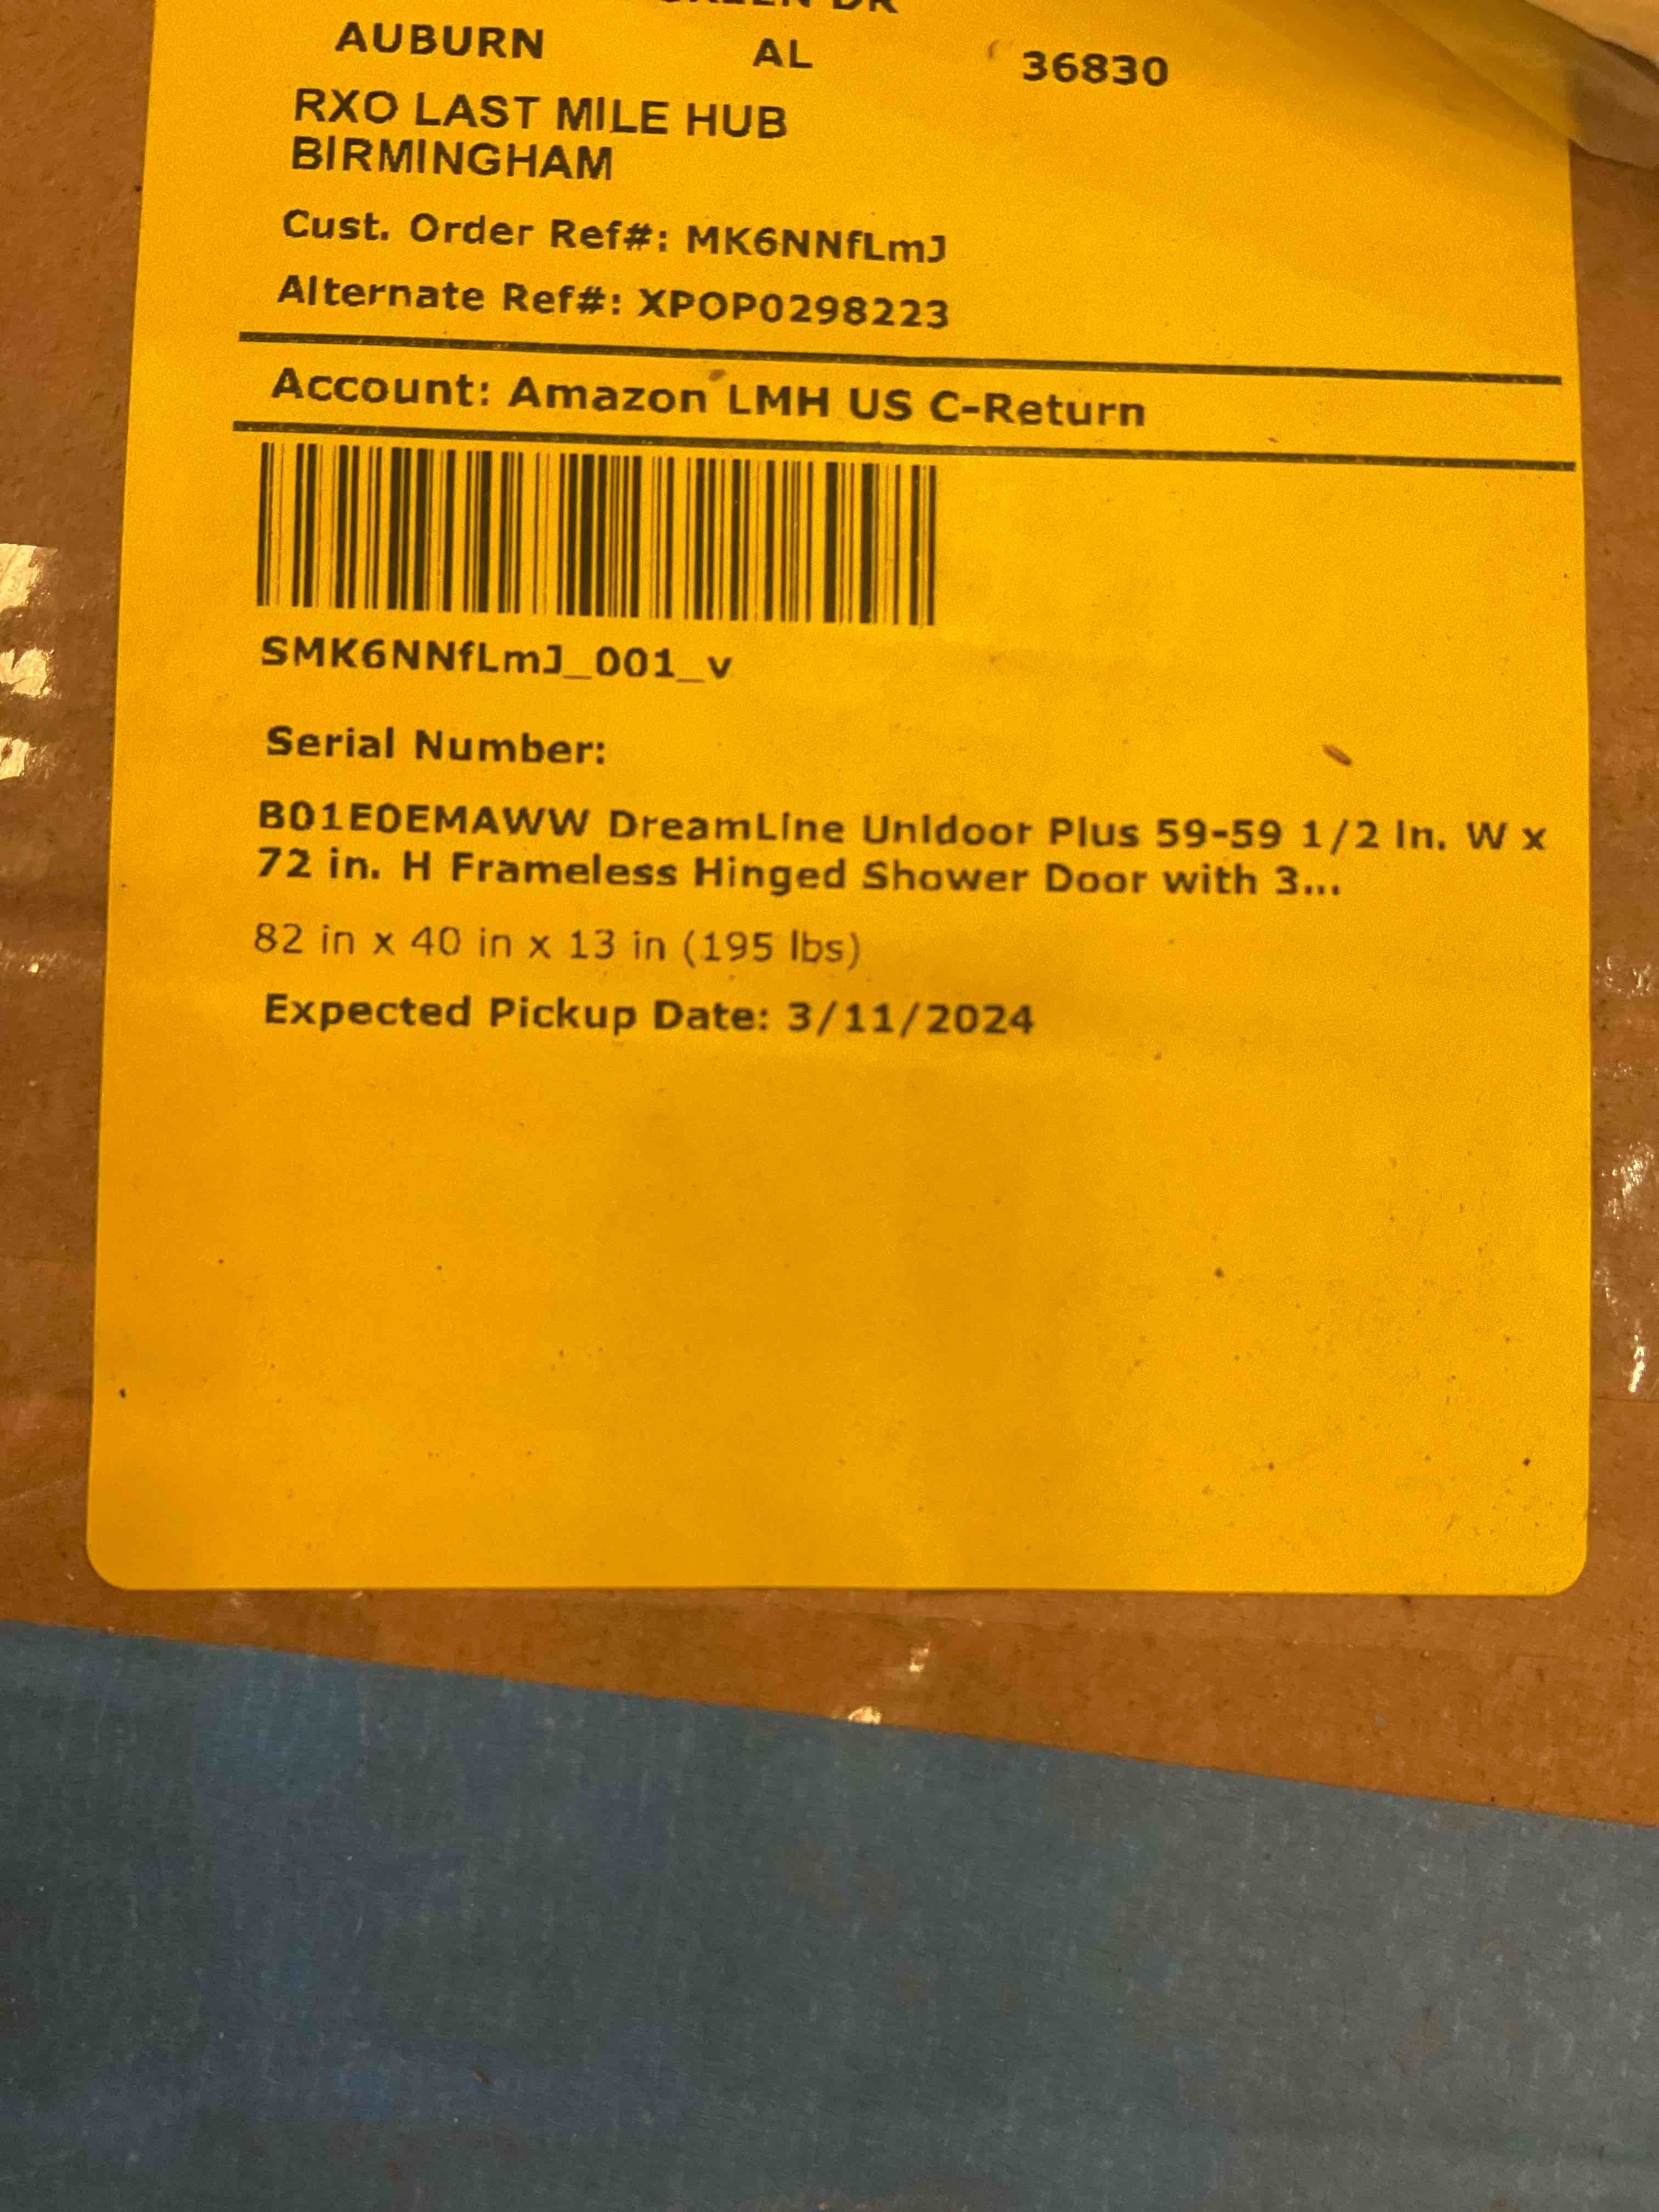 DR
AUBURN AL 36830
RXO LAST MILE HUB
BIRMINGHAM
Cust. Order Ref#: MK6NNfLmJ
Alternate Ref#: XPOP0298223
Account: Amazon LMH US C-Return
SMK6NNfLmJ_001_v
Serial Number:
B01E0EMAWW DreamLine Unidoor Plus 59-59 1/2 in. W x
72 in. H Frameless Hinged Shower Door with 3...
82 in x 40 in x 13 in (195 lbs)
Expected Pickup Date: 3/11/2024